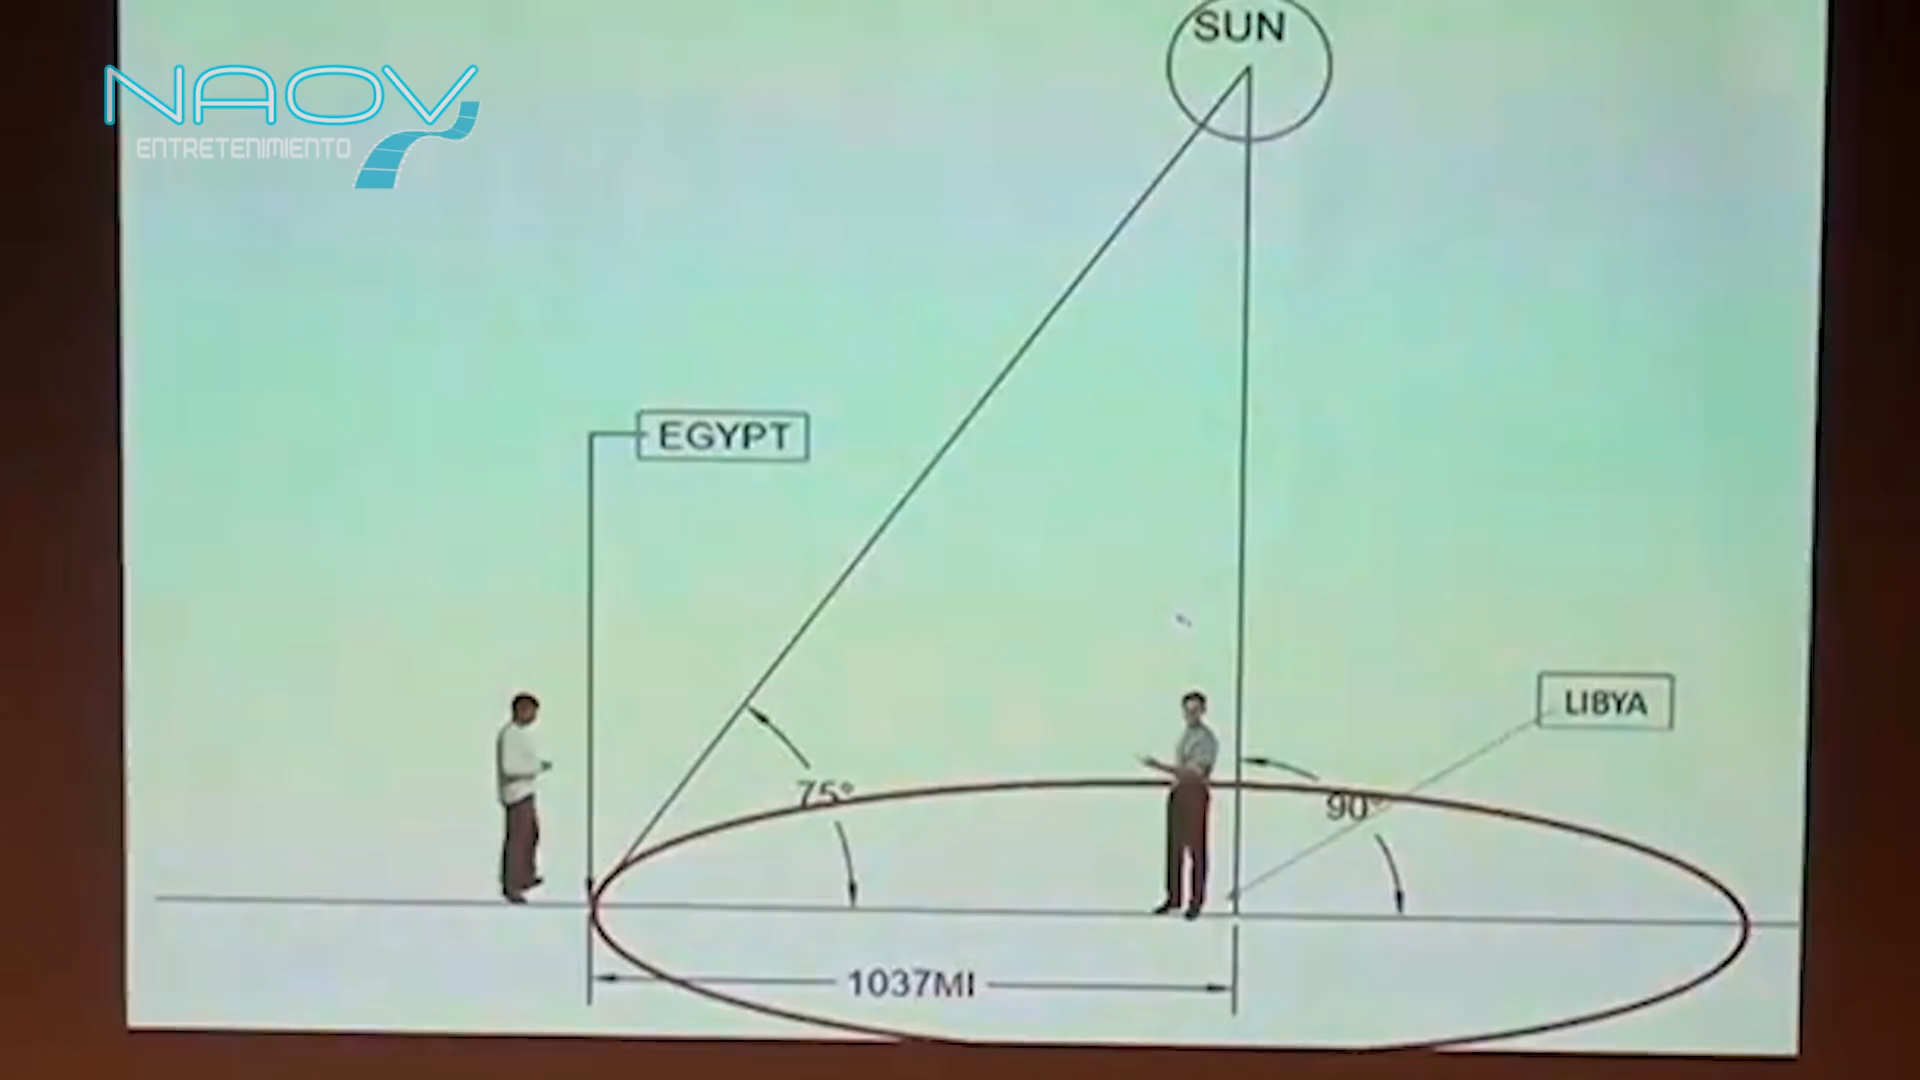 SUN
NAOV
ENTRETENIMIENTO
EGYPT
LIBYA
75°
90°
1037MI